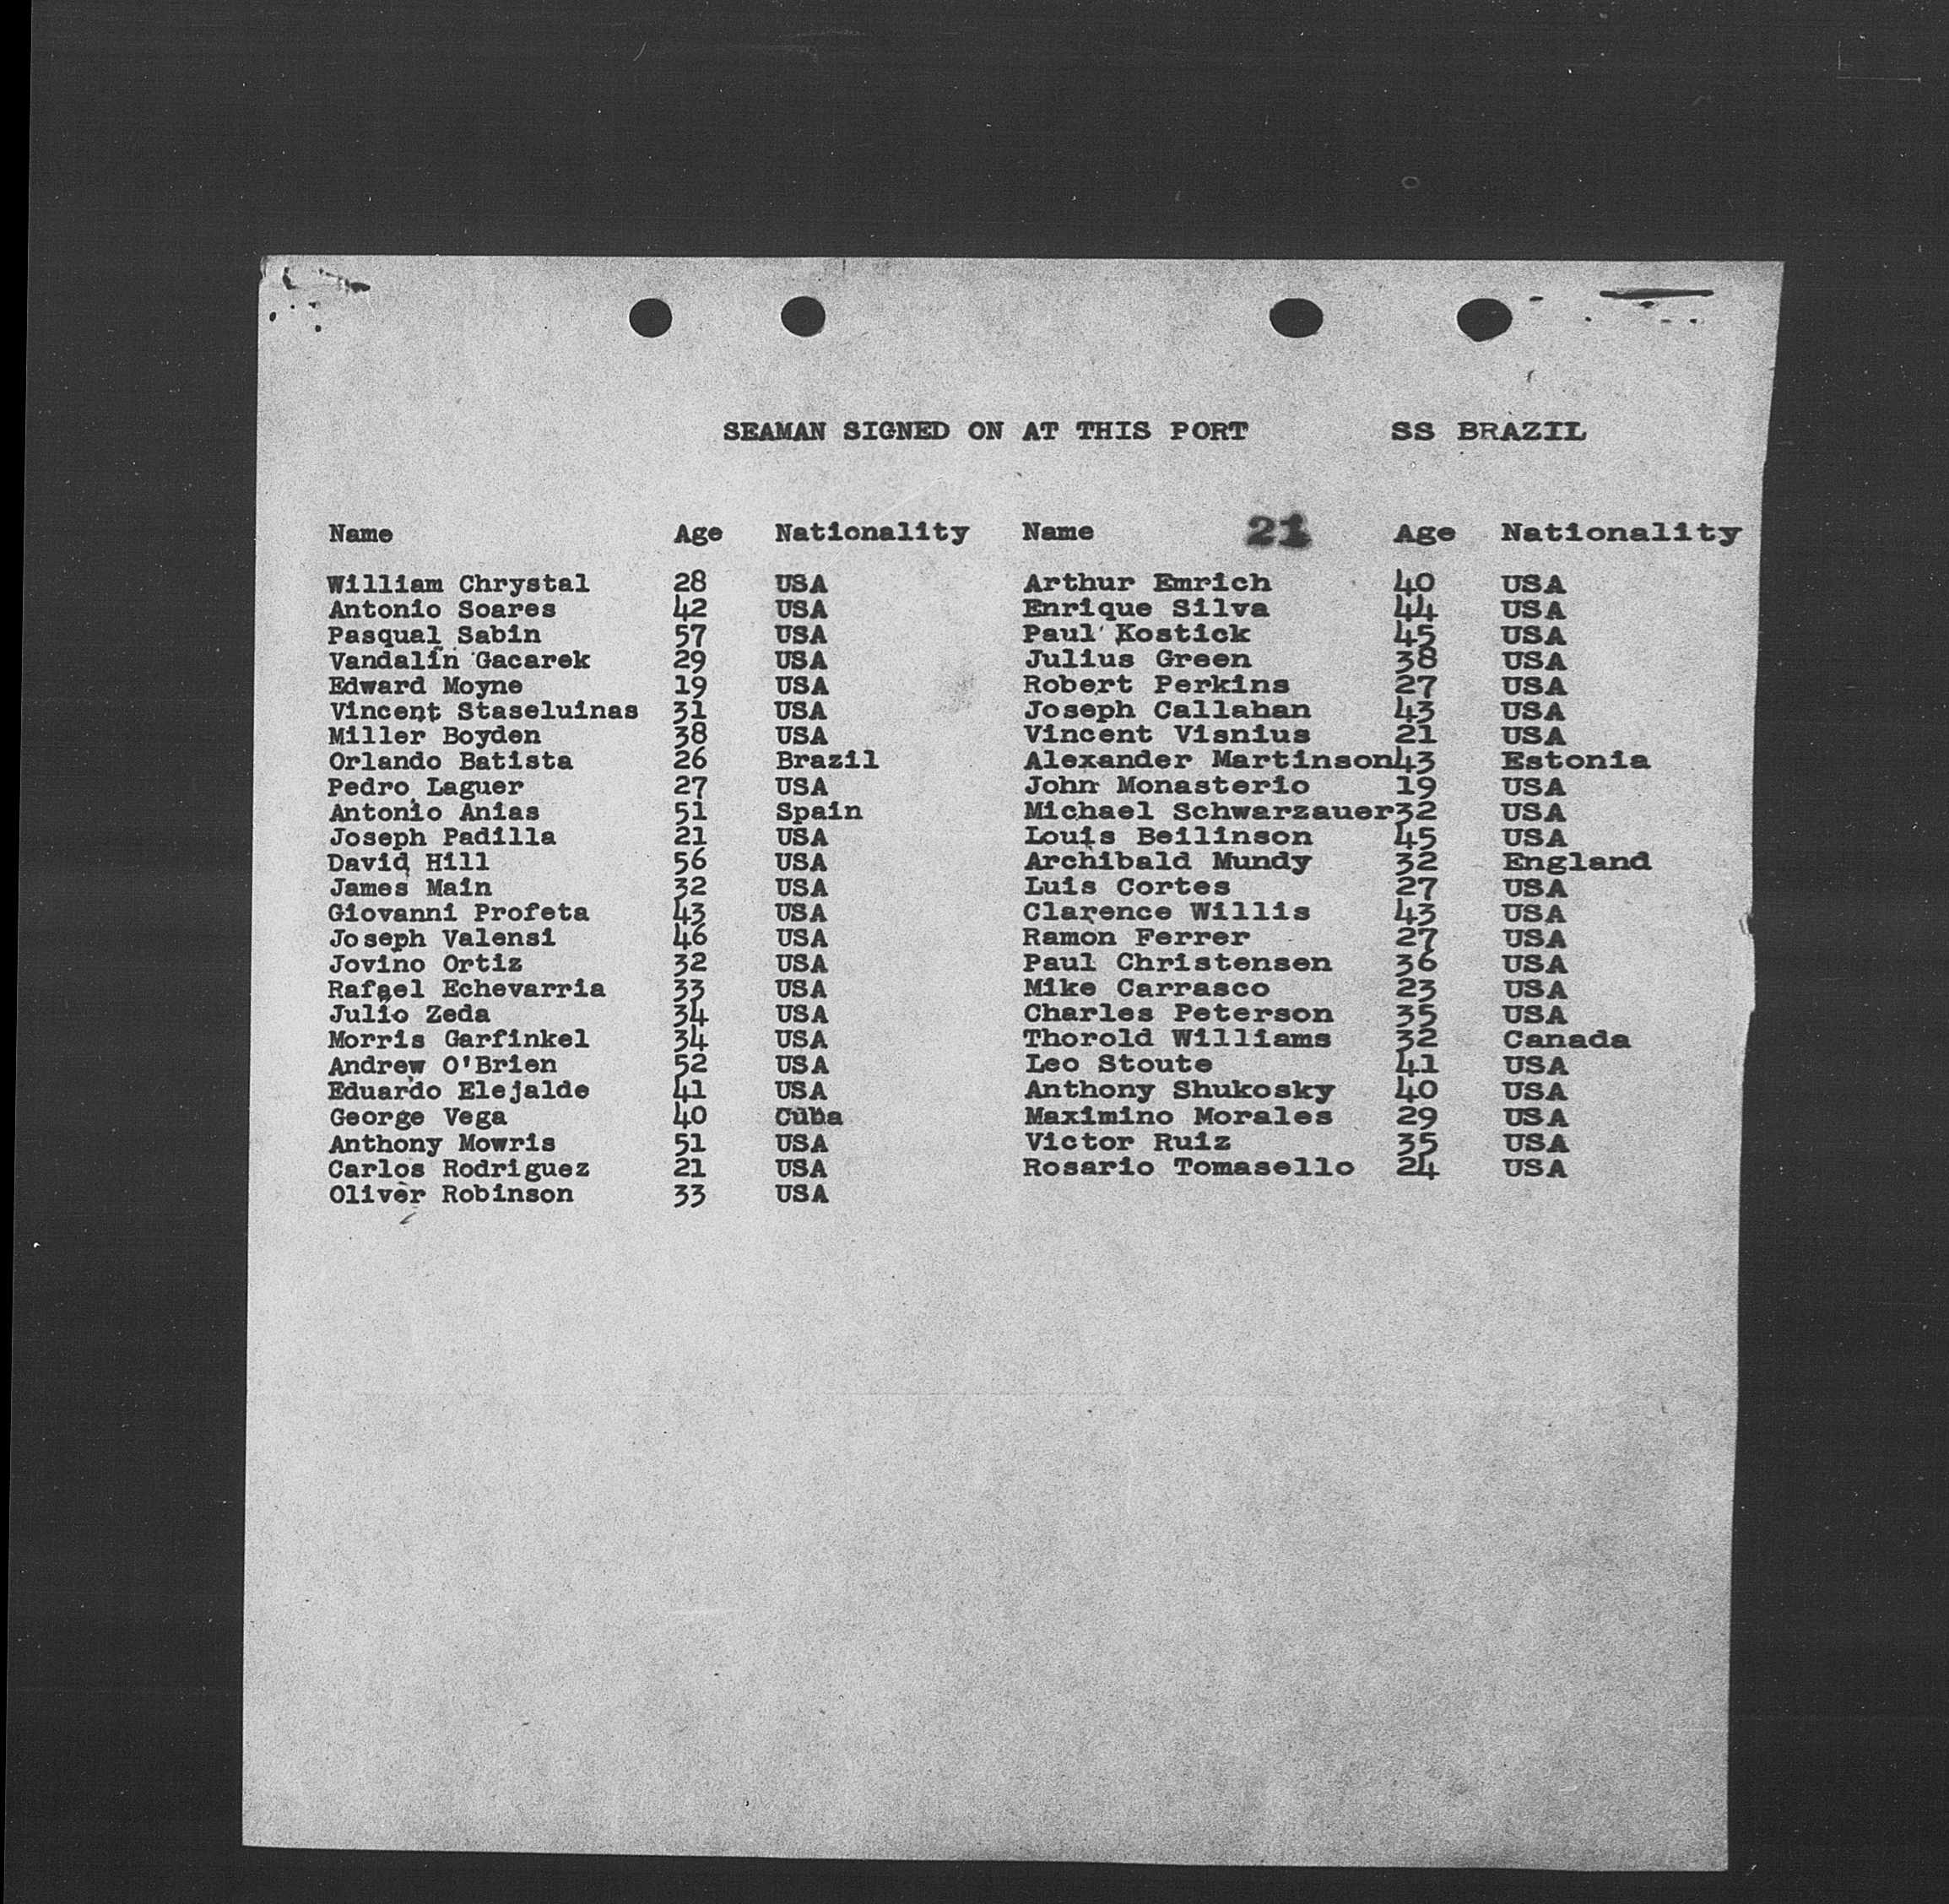 SEAMAN SIGNED ON AT THIS PORT SS BRAZIL
Name Age Nationality Name 21 Age Nationality
William Chrystal 28 USA Arthur Emrich 40 USA
Antonio Soares 42 USA Enrique Silva 44 USA
Pasqual Sabin 57 USA Paul Kostick 45 USA
Vandalin Gacarek 29 USA Julius Green 38 USA
Edward Moyne 19 USA Robert Perkins 27 USA
Vincent Staseluinas 31 USA Joseph Callahan 43 USA
Miller Boyden 38 USA Vincent Visnius 21 USA
Orlando Batista 26 Brazil Alexander Martinson43 Estonia
Pedro Laguer 27 USA John Monasterio 19 USA
Antonio Anias 51 Spain Michael Schwarzauer32 USA
Joseph Padilla 21 USA Louis Beilinson 45 USA
David Hill 56 USA Archibald Mundy 32 England
James Main 32 USA Luis Cortes 27 USA
Giovanni Profeta 43 USA Clarence Willis 43 USA
Joseph Valensi 46 USA Ramon Ferrer 27 USA
Jovino Ortiz 32 USA Paul Christensen 36 USA
Rafael Echevarria 33 USA Mike Carrasco 23 USA
Julio Zeda 34 USA Charles Peterson 35 USA
Morris Garfinkel 34 USA Thorold Williams 32 Canada
Andrew O'Brien 52 USA Leo Stoute 41 USA
Eduardo Elejalde 41 USA Anthony Shukosky 40 USA
George Vega 40 Cuba Maximino Morales 29 USA
Anthony Mowris 51 USA Victor Ruiz 35 USA
Carlos Rodriguez 21 USA Rosario Tomasello 24 USA
Oliver Robinson 33 USA